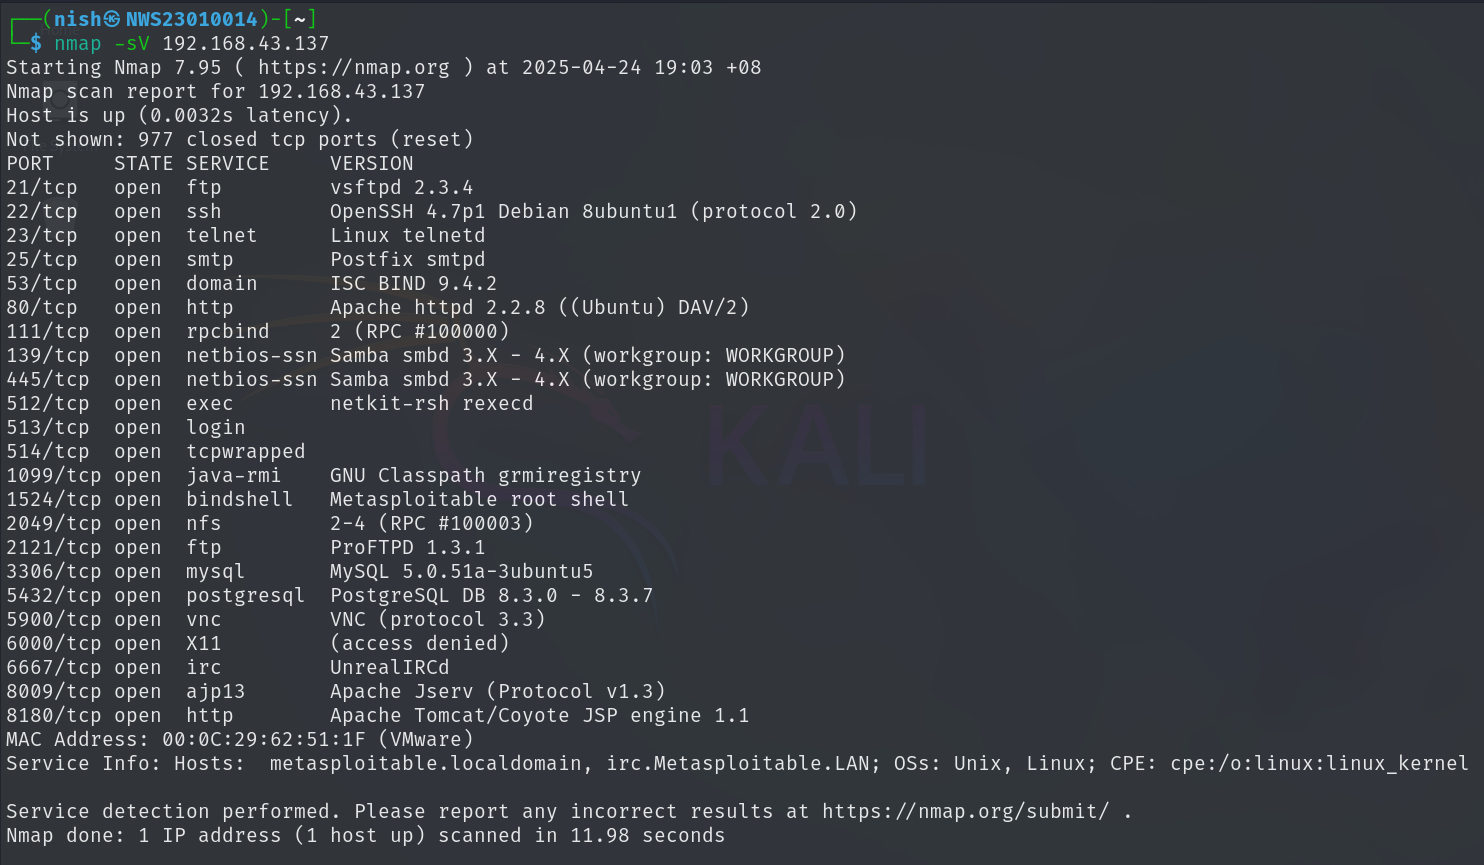 ┌──(nish㉿NWS23010014)-[~]
└─$ nmap -sV 192.168.43.137
Starting Nmap 7.95 ( https://nmap.org ) at 2025-04-24 19:03 +08
Nmap scan report for 192.168.43.137
Host is up (0.0032s latency).
Not shown: 977 closed tcp ports (reset)
PORT     STATE SERVICE     VERSION
21/tcp   open  ftp         vsftpd 2.3.4
22/tcp   open  ssh         OpenSSH 4.7p1 Debian 8ubuntu1 (protocol 2.0)
23/tcp   open  telnet      Linux telnetd
25/tcp   open  smtp        Postfix smtpd
53/tcp   open  domain      ISC BIND 9.4.2
80/tcp   open  http        Apache httpd 2.2.8 ((Ubuntu) DAV/2)
111/tcp  open  rpcbind     2 (RPC #100000)
139/tcp  open  netbios-ssn Samba smbd 3.X - 4.X (workgroup: WORKGROUP)
445/tcp  open  netbios-ssn Samba smbd 3.X - 4.X (workgroup: WORKGROUP)
512/tcp  open  exec        netkit-rsh rexecd
513/tcp  open  login
514/tcp  open  tcpwrapped
1099/tcp open  java-rmi    GNU Classpath grmiregistry
1524/tcp open  bindshell   Metasploitable root shell
2049/tcp open  nfs         2-4 (RPC #100003)
2121/tcp open  ftp         ProFTPD 1.3.1
3306/tcp open  mysql       MySQL 5.0.51a-3ubuntu5
5432/tcp open  postgresql  PostgreSQL DB 8.3.0 - 8.3.7
5900/tcp open  vnc         VNC (protocol 3.3)
6000/tcp open  X11         (access denied)
6667/tcp open  irc         UnrealIRCd
8009/tcp open  ajp13       Apache Jserv (Protocol v1.3)
8180/tcp open  http        Apache Tomcat/Coyote JSP engine 1.1
MAC Address: 00:0C:29:62:51:1F (VMware)
Service Info: Hosts:  metasploitable.localdomain, irc.Metasploitable.LAN; OSs: Unix, Linux; CPE: cpe:/o:linux:linux_kernel
Service detection performed. Please report any incorrect results at https://nmap.org/submit/ .
Nmap done: 1 IP address (1 host up) scanned in 11.98 seconds
KALI